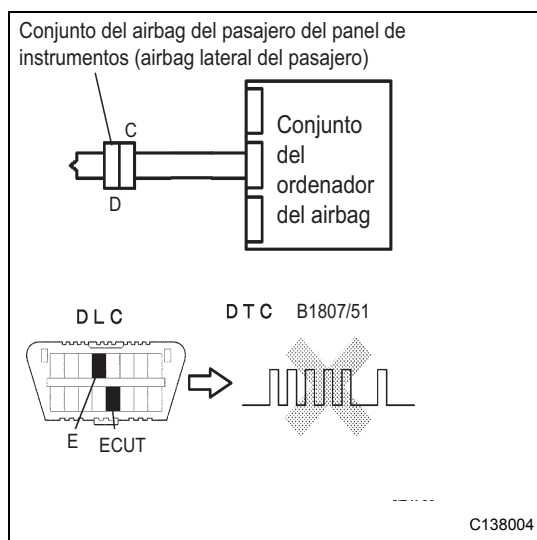 Conjunto del airbag del pasajero del panel de
instrumentos (airbag lateral del pasajero)
C
D
Conjunto
del
ordenador
del airbag
DLC
DTC B1807/51
E
ECUT
C138004